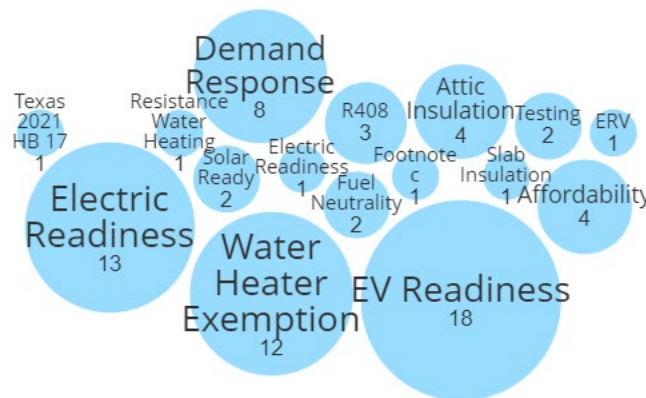 Demand
Response
8
Texas
2021
HB 17
1
Resistance
Water
Heating
1
R408
3
Attic
Insulation
4
Testing
2
ERV
1
Solar
Ready
2
Electric
Readiness
1
Fuel
Neutrality
2
Footnote
c
1
Slab
Insulation
1
Affordability
4
Electric
Readiness
13
Water
Heater
Exemption
12
EV Readiness
18